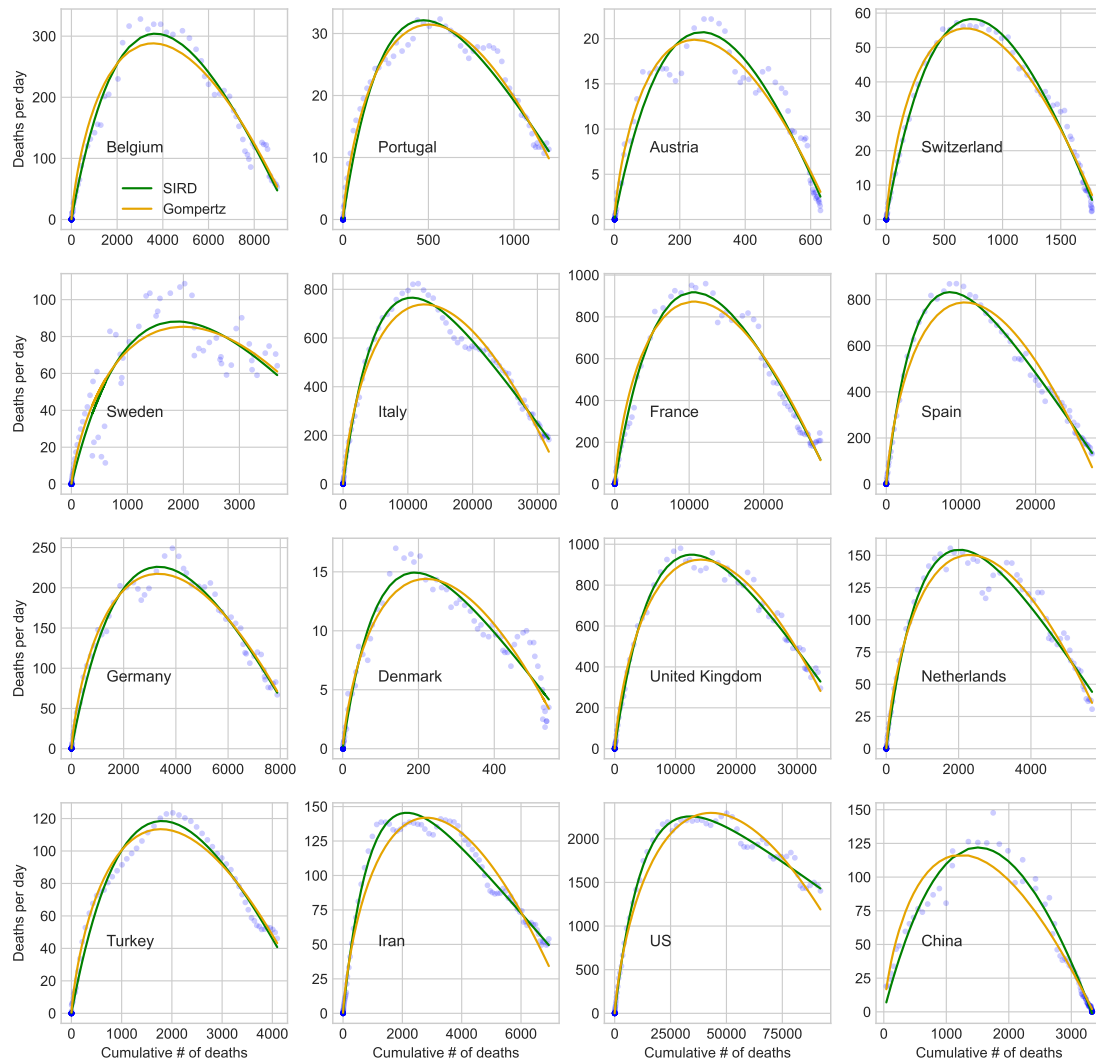 Deaths per day
300
200
100
0
Belgium
SIRD
Gompertz
0 2000 4000 6000 8000
30
20
10
0
Portugal
0 500 1000
20
15
10
5
0
Austria
0 200 400 600
60
50
40
30
20
10
0
Switzerland
0 500 1000 1500
Deaths per day
100
80
60
40
20
0
Sweden
0 1000 2000 3000
800
600
400
200
0
Italy
0 10000 20000 30000
1000
800
600
400
200
0
France
0 10000 20000
800
600
400
200
0
Spain
0 10000 20000
Deaths per day
250
200
150
100
50
0
Germany
0 2000 4000 6000 8000
15
10
5
0
Denmark
0 200 400
1000
800
600
400
200
0
United Kingdom
0 10000 20000 30000
150
125
100
75
50
25
0
Netherlands
0 2000 4000
Deaths per day
120
100
80
60
40
20
0
Turkey
0 1000 2000 3000 4000
Cumulative # of deaths
150
125
100
75
50
25
0
Iran
0 2000 4000 6000
Cumulative # of deaths
2000
1500
1000
500
0
US
0 25000 50000 75000
Cumulative # of deaths
150
125
100
75
50
25
0
China
0 1000 2000 3000
Cumulative # of deaths